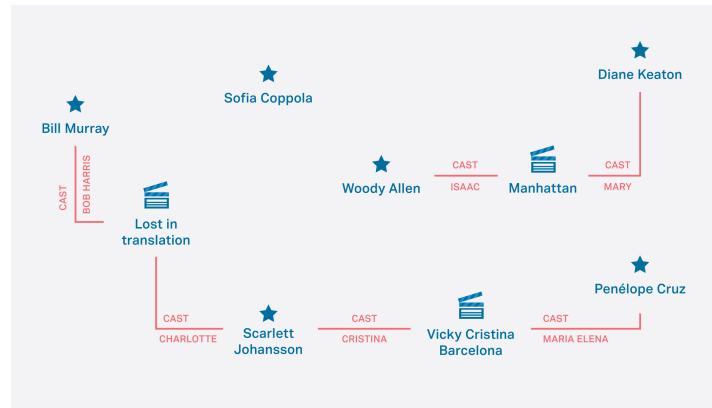 Diane Keaton
Sofia Coppola
Bill Murray
CAST
BOB HARRIS
Woody Allen
CAST
ISAAC
Manhattan
CAST
MARY
Lost in
translation
Penélope Cruz
CAST
CHARLOTTE
Scarlett
Johansson
CAST
CRISTINA
Vicky Cristina
Barcelona
CAST
MARIA ELENA